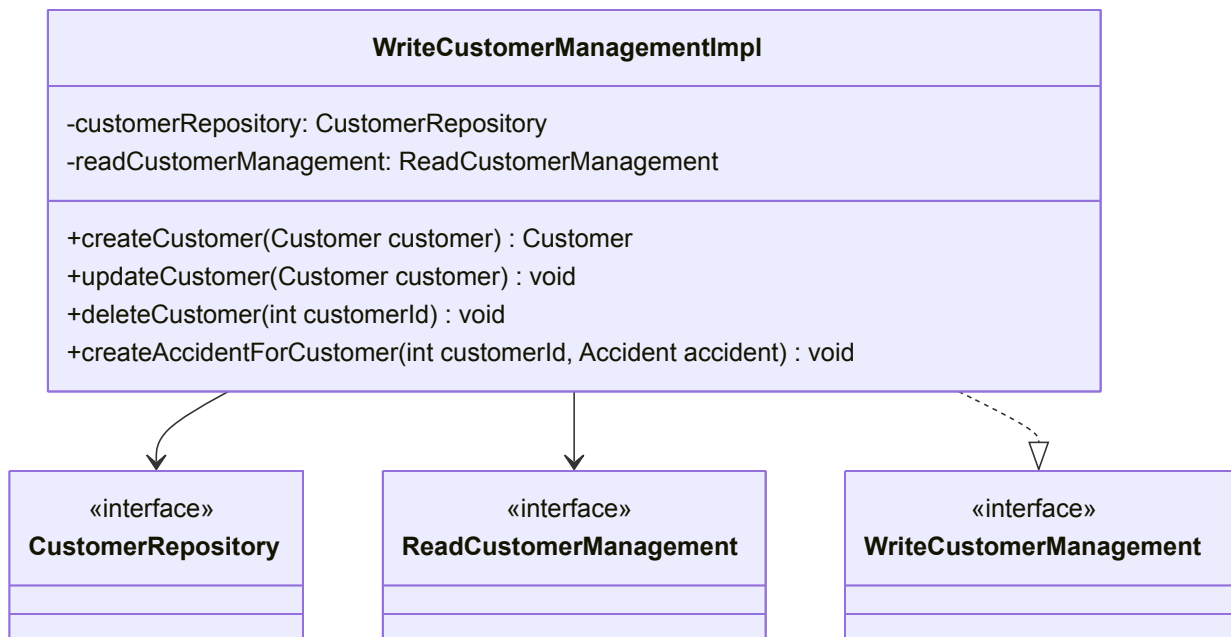 WriteCustomerManagementImpl
-customerRepository: CustomerRepository
-readCustomerManagement: ReadCustomerManagement
+createCustomer(Customer customer) : Customer
+updateCustomer(Customer customer) : void
+deleteCustomer(int customerId) : void
+createAccidentForCustomer(int customerId, Accident accident) : void
«interface»
CustomerRepository
«interface»
ReadCustomerManagement
«interface»
WriteCustomerManagement